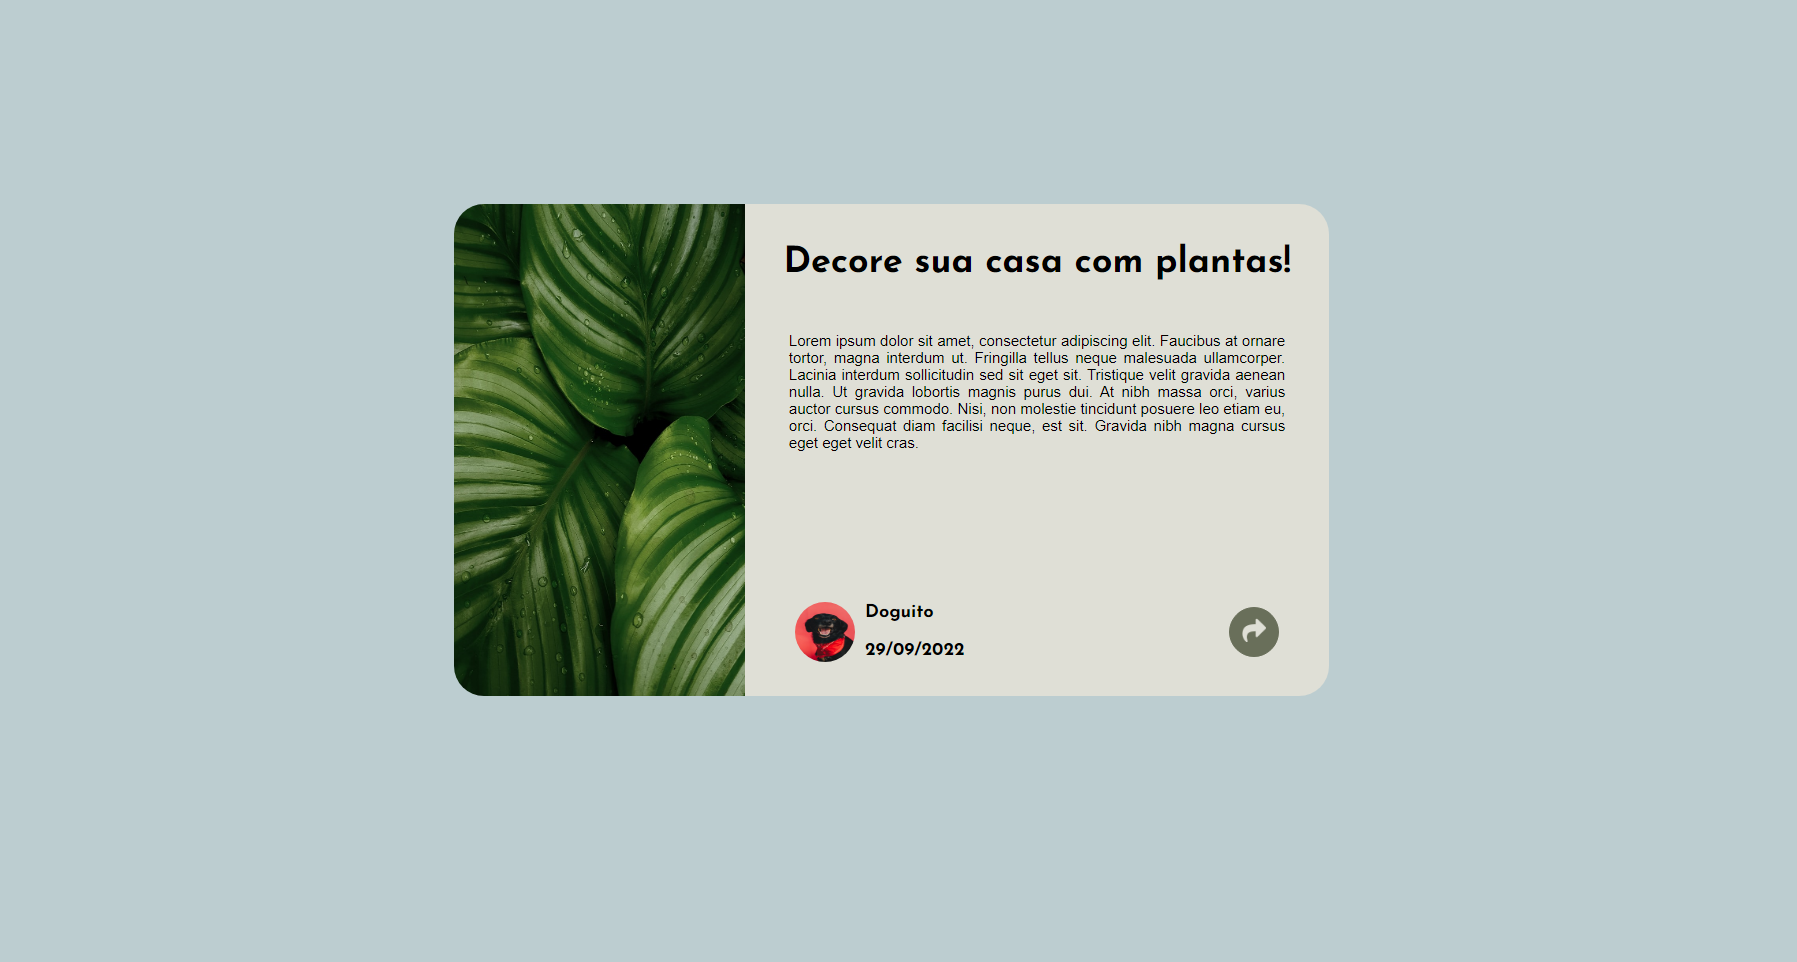 Decore sua casa com plantas!
Lorem ipsum dolor sit amet, consectetur adipiscing elit. Faucibus at ornare
tortor, magna interdum ut. Fringilla tellus neque malesuada ullamcorper.
Lacinia interdum sollicitudin sed sit eget sit. Tristique velit gravida aenean
nulla. Ut gravida lobortis magnis purus dui. At nibh massa orci, varius
auctor cursus commodo. Nisi, non molestie tincidunt posuere leo etiam eu,
orci. Consequat diam facilisi neque, est sit. Gravida nibh magna cursus
eget eget velit cras.
Doguito
29/09/2022